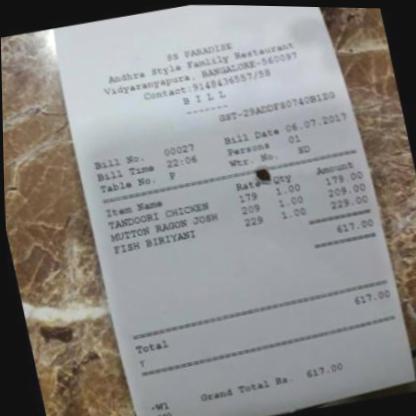 SS PARADISE
Andhra Style Familily Restaurant
Vidyaranyapura, BANGALORE-560097
Contact:9148436557/58
B I L L
GST-29ADDFS0740B1ZG
Bill No. 00027 Bill Date 06.07.2017
Bill Time 22:06 Persons 01
Table No. P Wtr. No. ND
Item Name Rate Qty Amount
TANDOORI CHICKEN 179 1.00 179.00
MUTTON RAGON JOSH 209 1.00 209.00
FISH BIRIYANI 229 1.00 229.00
617.00
617.00
Total
Y
Grand Total Rs. 617.00